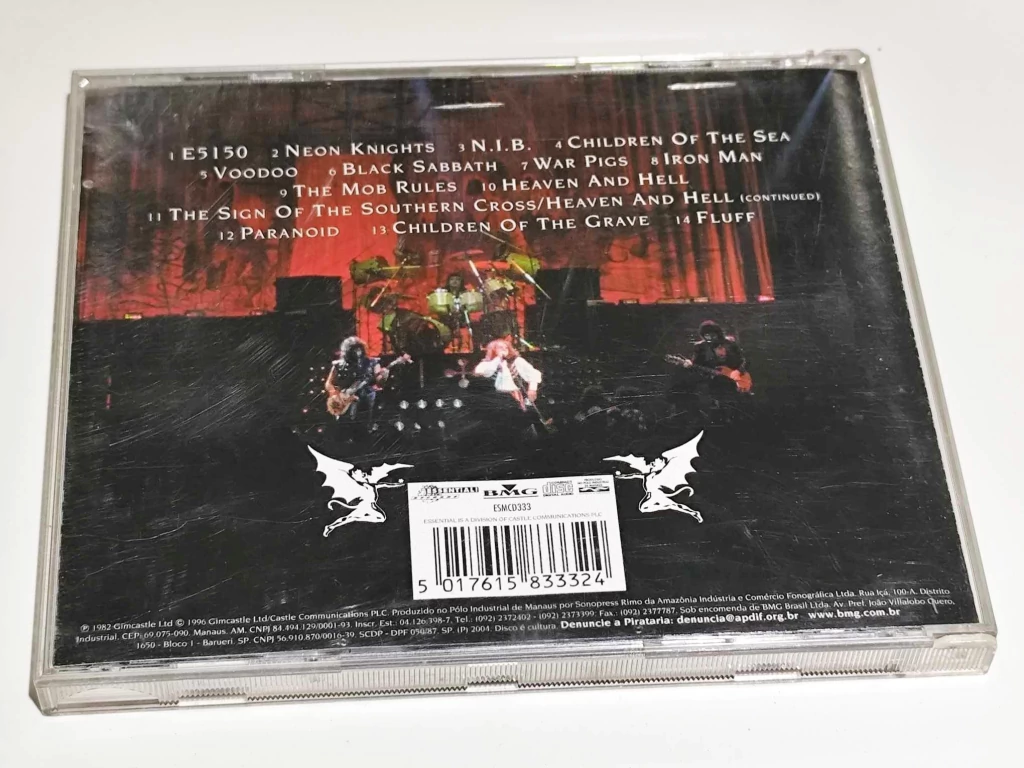 1 E5150 2 NEON KNIGHTS 3 N.I.B. 4 CHILDREN OF THE SEA
5 VOODOO 6 BLACK SABBATH 7 WAR PIGS 8 IRON MAN
9 THE MOB RULES 10 HEAVEN AND HELL
11 THE SIGN OF THE SOUTHERN CROSS/HEAVEN AND HELL (CONTINUED)
12 PARANOID 13 CHILDREN OF THE GRAVE 14 FLUFF
ESSENTIAL! BMG COMPACT disc DIGITAL AUDIO
ESMCD333
ESSENTIAL IS A DIVISION OF CASTLE COMMUNICATIONS PLC
5 017615 833324
℗ 1982 Gimcastle Ltd © 1996 Gimcastle Ltd/Castle Communications PLC. Produzido no Pólo Industrial de Manaus por Sonopress Rimo da Amazônia Indústria e Comércio Fonográfica Ltda. Rua Içá, 100-A. Distrito
Industrial. CEP: 69.075-090. Manaus. AM. CNPJ 84.494.129/0001-93. Inscr. Est: 04.126.398-7. Tel.: (092) 2372402 - (092) 2373399. Fax.: (092) 2377787. Sob encomenda de BMG Brasil Ltda. Av. Pref. João Villalobo Quero,
1650 - Bloco 1 - Barueri. SP. CNPJ 56.910.870/0016-39. SCDP - DPF 050/87. SP. (P) 2004. Disco é cultura. Denuncie a Pirataria: denuncia@apdif.org.br www.bmg.com.br